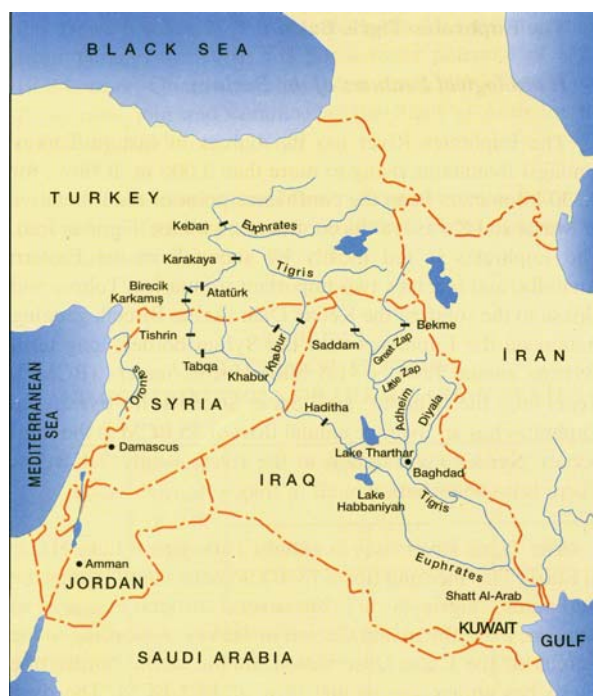 BLACK SEA
TURKEY
Keban
Euphrates
Karakaya
Tigris
Birecik
Karkamış
Atatürk
Tishrin
Tabqa
Khabur
Khabur
Saddam
Bekme
Great Zap
Little Zap
İRAN
Adheim
Diyala
Orontes
SYRIA
Haditha
MEDITERRANEAN
SEA
Damascus
Lake Tharthar
Baghdad
IRAQ
Lake
Habbaniyah
Tigris
Amman
JORDAN
Euphrates
Shatt Al-Arab
KUWAIT
GULF
SAUDI ARABIA